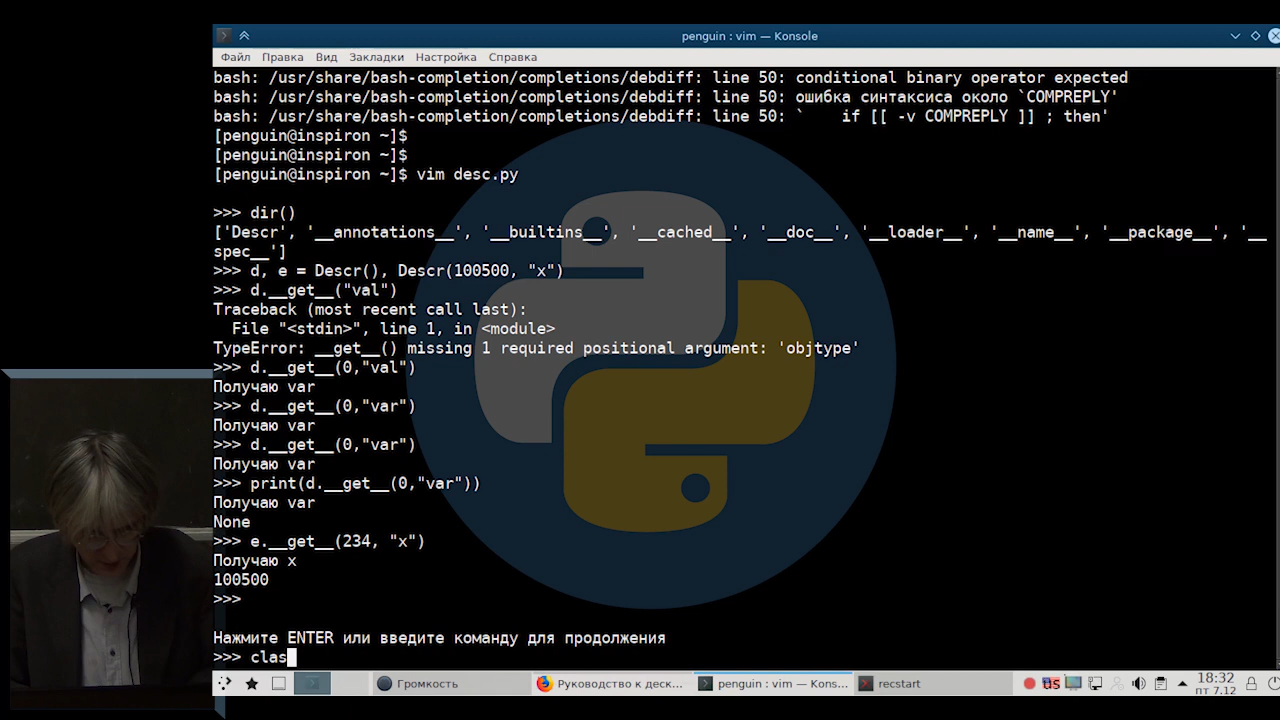 penguin : vim — Konsole
Файл Правка Вид Закладки Настройка Справка
bash: /usr/share/bash-completion/completions/debdiff: line 50: conditional binary operator expected
bash: /usr/share/bash-completion/completions/debdiff: line 50: ошибка синтаксиса около `COMPREPLY'
bash: /usr/share/bash-completion/completions/debdiff: line 50: `    if [[ -v COMPREPLY ]] ; then'
[penguin@inspiron ~]$
[penguin@inspiron ~]$
[penguin@inspiron ~]$ vim desc.py
>>> dir()
['Descr', '__annotations__', '__builtins__', '__cached__', '__doc__', '__loader__', '__name__', '__package__', '__
spec__']
>>> d, e = Descr(), Descr(100500, "x")
>>> d.__get__("val")
Traceback (most recent call last):
  File "<stdin>", line 1, in <module>
TypeError: __get__() missing 1 required positional argument: 'objtype'
>>> d.__get__(0,"val")
Получаю var
>>> d.__get__(0,"var")
Получаю var
>>> d.__get__(0,"var")
Получаю var
>>> print(d.__get__(0,"var"))
Получаю var
None
>>> e.__get__(234, "x")
Получаю x
100500
>>>
Нажмите ENTER или введите команду для продолжения
>>> clas
Громкость Руководство к деск... penguin : vim — Kons... recstart us 18:32
пт 7.12